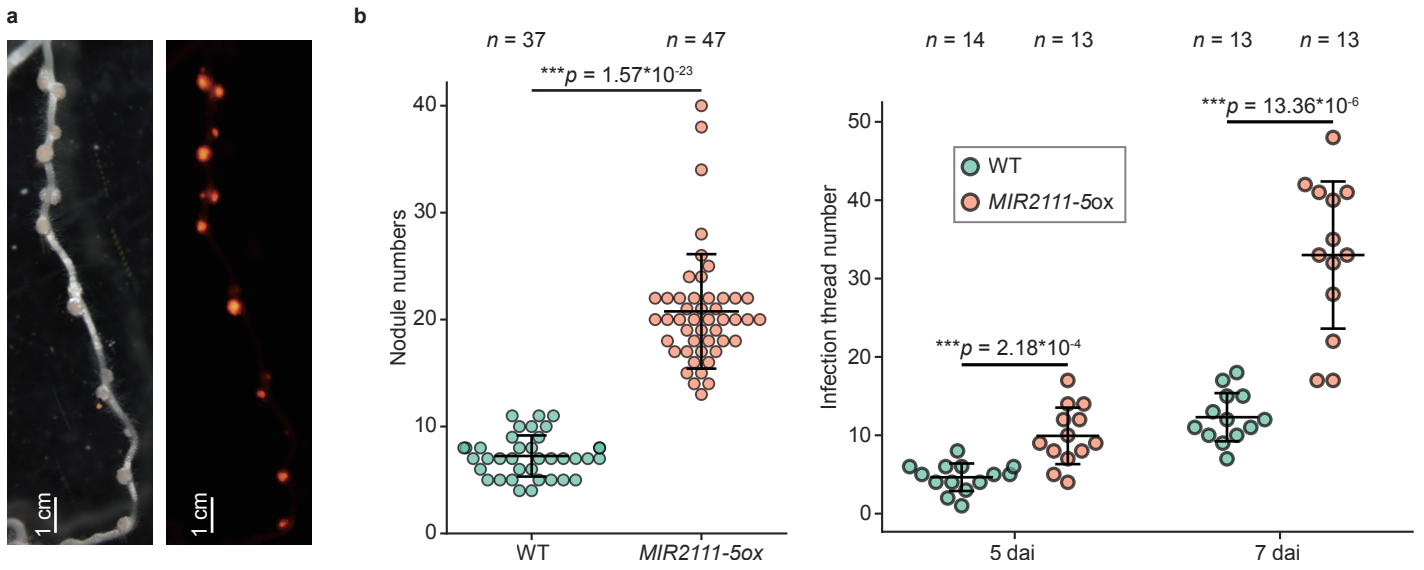 a
b
1 cm
1 cm
n = 37
n = 47
***p = 1.57*10-23
Nodule numbers
40
30
20
10
0
WT
MIR2111-5ox
n = 14
n = 13
n = 13
n = 13
***p = 13.36*10-6
WT
MIR2111-5ox
***p = 2.18*10-4
Infection thread number
50
40
30
20
10
0
5 dai
7 dai